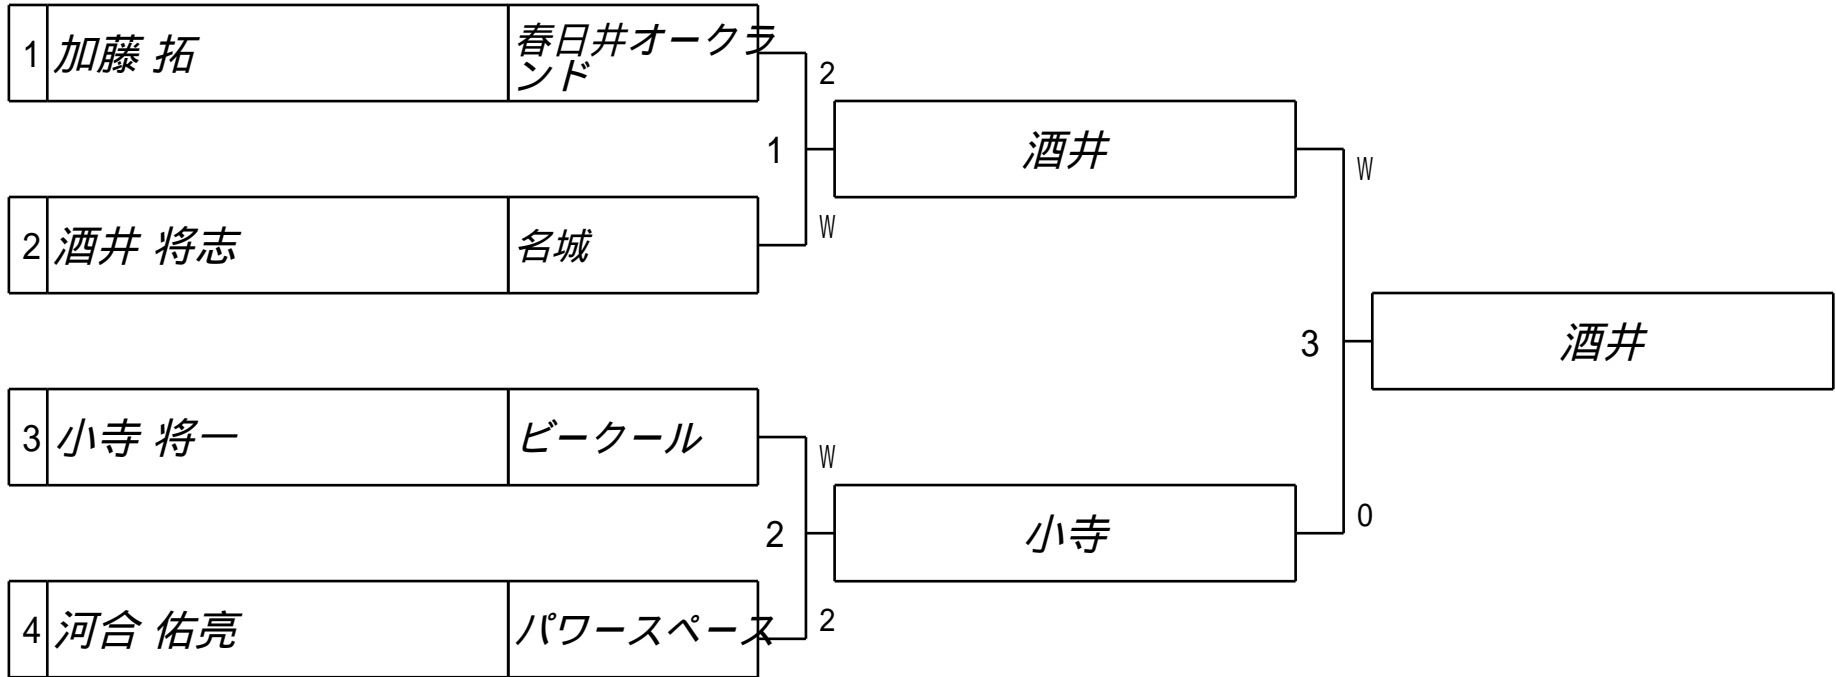 1 加藤 拓 春日井オークラ
ンド
2
1
酒井
W
2 酒井 将志 名城
W
3
酒井
3 小寺 将一 ビークール
W
2
小寺
0
4 河合 佑亮 パワースペース
2